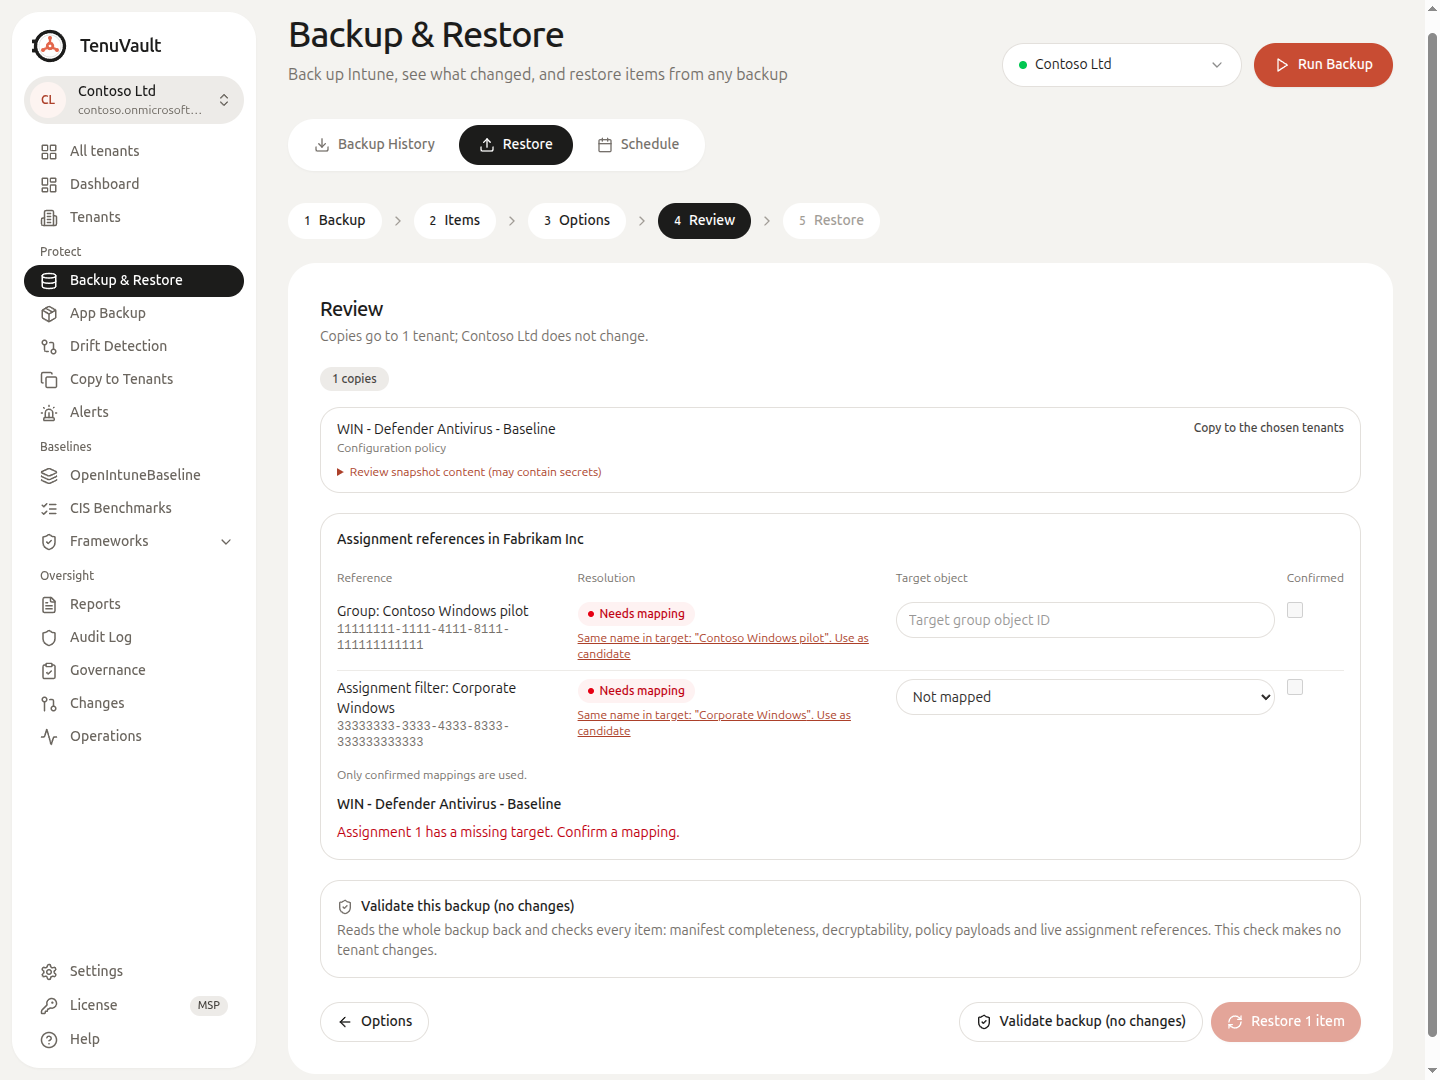 TenuVault
CL
Contoso Ltd
contoso.onmicrosoft...
All tenants
Dashboard
Tenants
Protect
Backup & Restore
App Backup
Drift Detection
Copy to Tenants
Alerts
Baselines
OpenIntuneBaseline
CIS Benchmarks
Frameworks
Oversight
Reports
Audit Log
Governance
Changes
Operations
Settings
License
MSP
Help
Backup & Restore
Back up Intune, see what changed, and restore items from any backup
Contoso Ltd
Run Backup
Backup History
Restore
Schedule
1 Backup
2 Items
3 Options
4 Review
5 Restore
Review
Copies go to 1 tenant; Contoso Ltd does not change.
1 copies
WIN - Defender Antivirus - Baseline
Copy to the chosen tenants
Configuration policy
Review snapshot content (may contain secrets)
Assignment references in Fabrikam Inc
Reference
Resolution
Target object
Confirmed
Group: Contoso Windows pilot
11111111-1111-4111-8111-
111111111111
Needs mapping
Same name in target: "Contoso Windows pilot". Use as
candidate
Target group object ID
Assignment filter: Corporate
Windows
33333333-3333-4333-8333-
333333333333
Needs mapping
Same name in target: "Corporate Windows". Use as
candidate
Not mapped
Only confirmed mappings are used.
WIN - Defender Antivirus - Baseline
Assignment 1 has a missing target. Confirm a mapping.
Validate this backup (no changes)
Reads the whole backup back and checks every item: manifest completeness, decryptability, policy payloads and live assignment references. This check makes no
tenant changes.
Options
Validate backup (no changes)
Restore 1 item